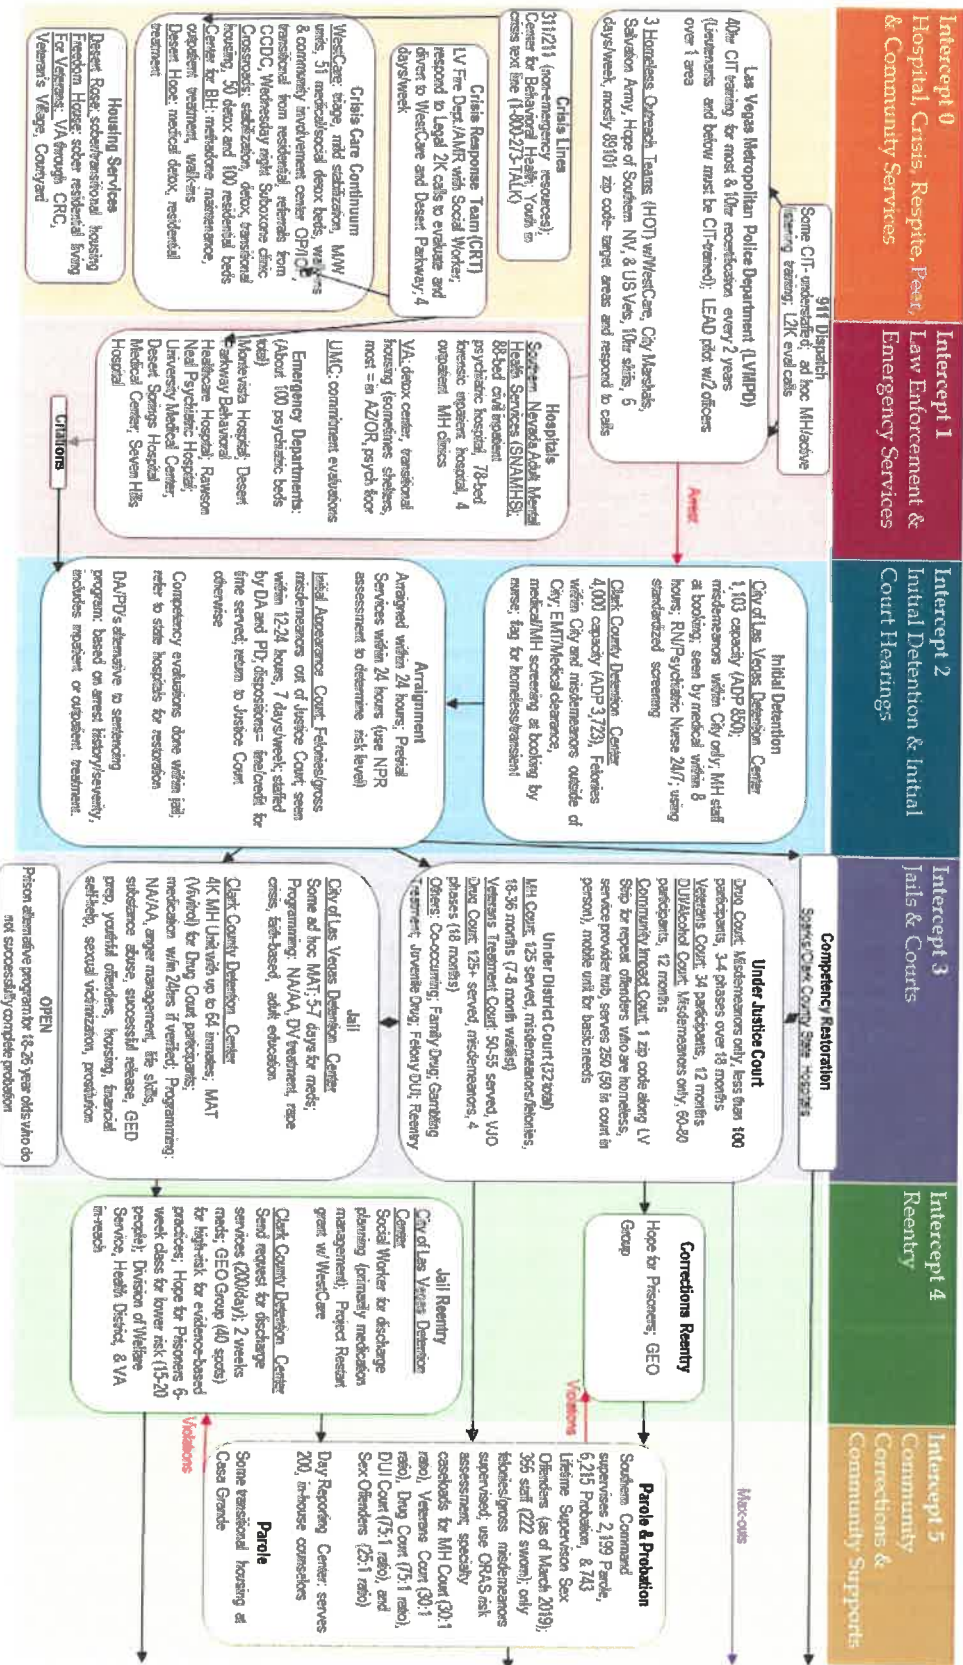 Intercept 0
Hospital, Crisis, Respite, Peer,
& Community Services
Intercept 1
Law Enforcement &
Emergency Services
Intercept 2
Initial Detention & Initial
Court Hearings
Intercept 3
Jails & Courts
Intercept 4
Reentry
Intercept 5
Community
Corrections &
Community Supports
911 Dispatch
Some CIT- understaffed; ad hoc MH/active
listening training; L2K eval calls
Las Vegas Metropolitan Police Department (LVMPD)
40hr CIT training for most & 10hr recertification every 2 years
(Lieutenants and below must be CIT-trained); LEAD pilot w/2 officers
over 1 area
3 Homeless Outreach Teams (HOT) w/WestCare, City Marshals,
Salvation Army, Hope of Southern NV, & US Vets, 10hr shifts, 6
days/week, mostly 89101 zip code- target areas and respond to calls
Crisis Lines
311/211 (non-emergency resources);
Center for Behavioral Health; Youth
crisis text line (1-800-273-TALK)
Crisis Response Team (CRT)
LV Fire Dept./AMR with Social Worker;
respond to Legal 2K calls to evaluate and
divert to WestCare and Desert Parkway; 4
days/week
Crisis Care Continuum
WestCare: triage, mild stabilization, M/W
units, 51 medical/social detox beds, walk-ins
& community involvement center, OP/IOP,
transitional from residential, referrals from
CCDC, Wednesday night Suboxone clinic
Crossroads: stabilization, detox, transitional
housing, 50 detox and 100 residential beds
Center for BH: methadone maintenance,
outpatient treatment, walk-ins
Desert Hope: medical detox, residential
treatment
Housing Services
Desert Rose: sober/transitional housing
Freedom House: sober residential living
For Veterans: VA through CRC,
Veteran's Village, Courtyard
Hospitals
Southern Nevada Adult Mental
Health Services (SNAMHS):
88-bed civil inpatient
psychiatric hospital, 78-bed
forensic inpatient hospital, 4
outpatient MH clinics
VA: detox center, transitional
housing (sometimes shelters,
most = in AZ/OR, psych floor
UMC: commitment evaluations
Emergency Departments:
(About 100 psychiatric beds
total)
Montevista Hospital; Desert
Parkway Behavioral
Healthcare Hospital; Rawson
Neal Psychiatric Hospital;
University Medical Center;
Desert Springs Hospital
Medical Center; Seven Hills
Hospital
Arrest
Citations
Initial Detention
City of Las Vegas Detention Center
1,103 capacity (ADP 850);
misdemeanors within City only; MH staff
at booking; seen by medical within 8
hours; RN/Psychiatric Nurse 24/7; using
standardized screening
Clark County Detention Center
4,000 capacity (ADP 3,723), Felonies
within City and misdemeanors outside of
City; EMT/Medical clearance,
medical/MH screening at booking by
nurse; flag for homeless/transient
Arraignment
Arraigned within 24 hours; Pretrial
Services within 24 hours (use NPR
assessment to determine risk level)
Initial Appearance Court: Felonies/gross
misdemeanors out of Justice Court; seen
within 12-24 hours, 7 days/week; staffed
by DA and PD; dispositions= fine/credit for
time served; return to Justice Court
otherwise
Competency evaluations done within jail;
refer to state hospitals for restoration
DA/PD's alternative to sentencing
program; based on arrest history/severity,
includes inpatient or outpatient treatment.
Competency Restoration
Sparks/Clark County State Hospitals
Under Justice Court
Drug Court: Misdemeanors only, less than 100
participants, 3-4 phases over 18 months
Veterans Court: 34 participants, 12 months
DUI/Alcohol Court: Misdemeanors only, 60-80
participants, 12 months
Community Impact Court: 1 zip code along LV
Strip for repeat offenders who are homeless,
service provider hub, serves 250 (50 in court in
person), mobile unit for basic needs
Under District Court (32 total)
MH Court: 125 served, misdemeanors/felonies,
18-36 months (7-8 month waitlist)
Veterans Treatment Court: 50-55 served, VJO
Drug Court: 125+ served, misdemeanors, 4
phases (18 months)
Others: Co-occurring; Family Drug; Gambling
Treatment; Juvenile Drug; Felony DUI; Reentry
Jail
City of Las Vegas Detention Center
Some ad hoc MAT; 5-7 days for meds;
Programming: NA/AA, DV treatment, rape
crisis, faith-based, adult education
Clark County Detention Center
4K MH Unit with up to 64 inmates; MAT
(Vivitrol) for Drug Court participants;
medication w/in 24hrs if verified; Programming:
NA/AA, anger management, life skills,
substance abuse, successful release, GED
prep, youthful offenders, housing, financial
self-help, sexual victimization, prostitution
OPEN
Prison alternative program for 18-26 year olds who do
not successfully complete probation
Corrections Reentry
Hope for Prisoners; GEO
Group
Jail Reentry
City of Las Vegas Detention
Center
Social Worker for discharge
planning (primarily medication
management); Project Restart
grant w/ WestCare
Clark County Detention Center
Send request for discharge
services (200/day); 2 weeks
meds; GEO Group (40 spots)
for high-risk for evidence-based
practices; Hope for Prisoners 6-
week class for lower risk (15-20
people); Division of Welfare
Service, Health District, & VA
in-reach
Max-outs
Violations
Parole & Probation
Southern Command
supervises 2,199 Parole,
6,215 Probation, & 743
Lifetime Supervision Sex
Offenders (as of March 2019);
366 staff (222 sworn); only
felonies/gross misdemeanors
supervised; use ORAS risk
assessment; specialty
caseloads for MH Court (30:1
ratio), Veterans Court (30:1
ratio), Drug Court (75:1 ratio),
DUI Court (75:1 ratio), and
Sex Offenders (25:1 ratio)
Day Reporting Center: serves
200, in-house counselors
Parole
Some transitional housing at
Casa Grande
Violations